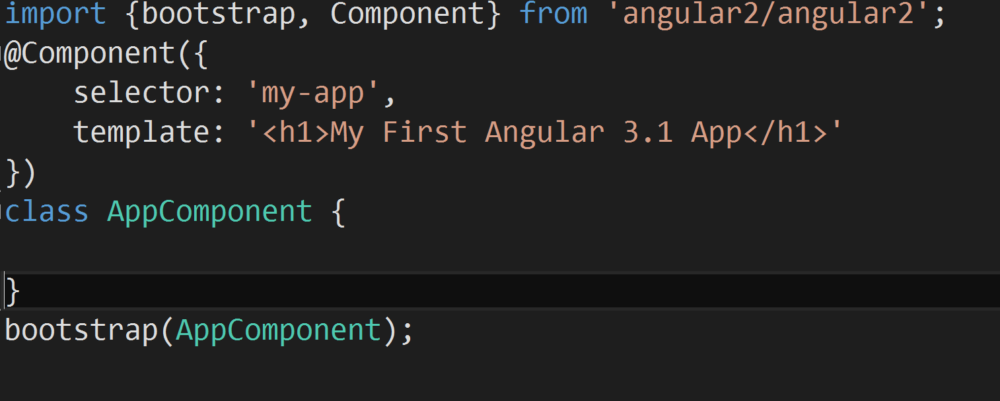 import {bootstrap, Component} from 'angular2/angular2';
@Component({
    selector: 'my-app',
    template: '<h1>My First Angular 3.1 App</h1>'
})
class AppComponent {
}
bootstrap(AppComponent);